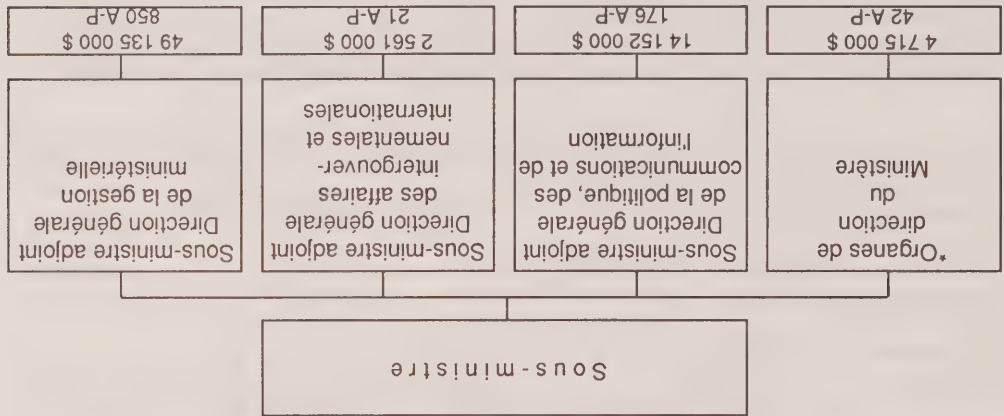 Sous-ministre
*Organes de
direction
du
Ministère
4 715 000 $
42 A-P
Sous-ministre adjoint
Direction générale
de la politique, des
communications et de
l'information
14 152 000 $
176 A-P
Sous-ministre adjoint
Direction générale
des affaires
intergouver-
nementales et
internationales
2 561 000 $
21 A-P
Sous-ministre adjoint
Direction générale
de la gestion
ministérielle
49 135 000 $
850 A-P